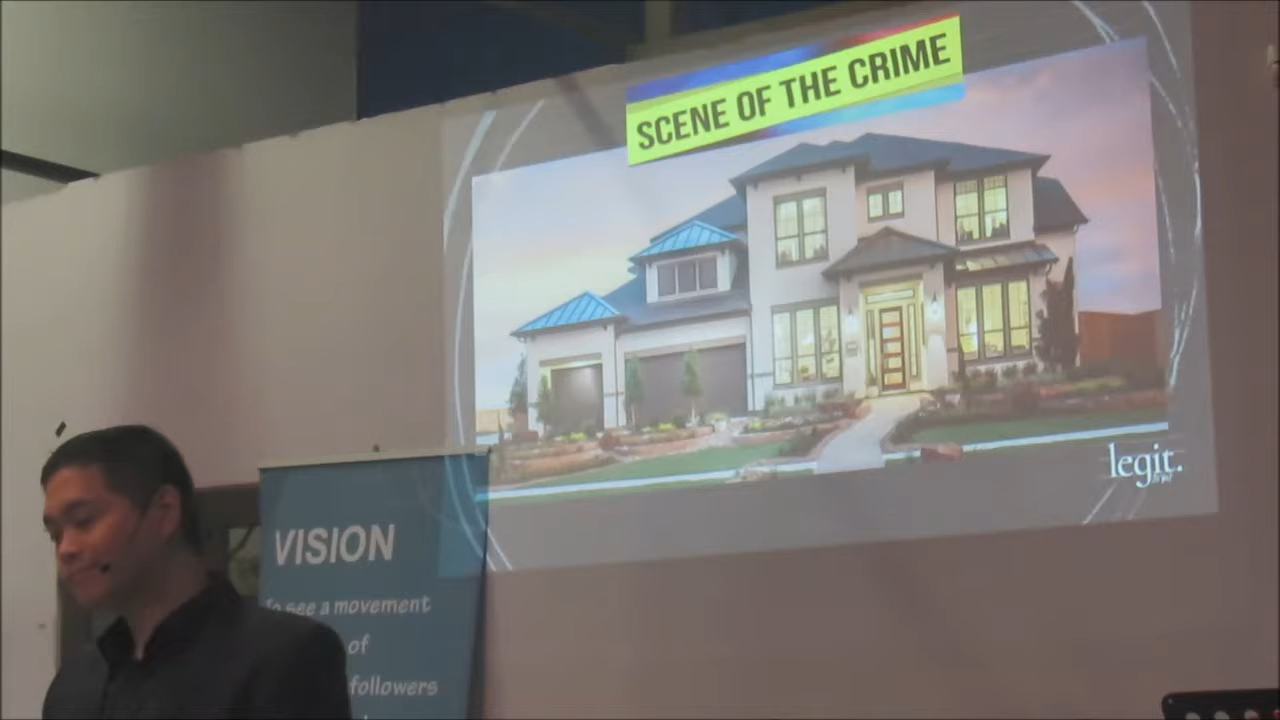 SCENE OF THE CRIME
legit.
VISION
To see a movement
of
followers